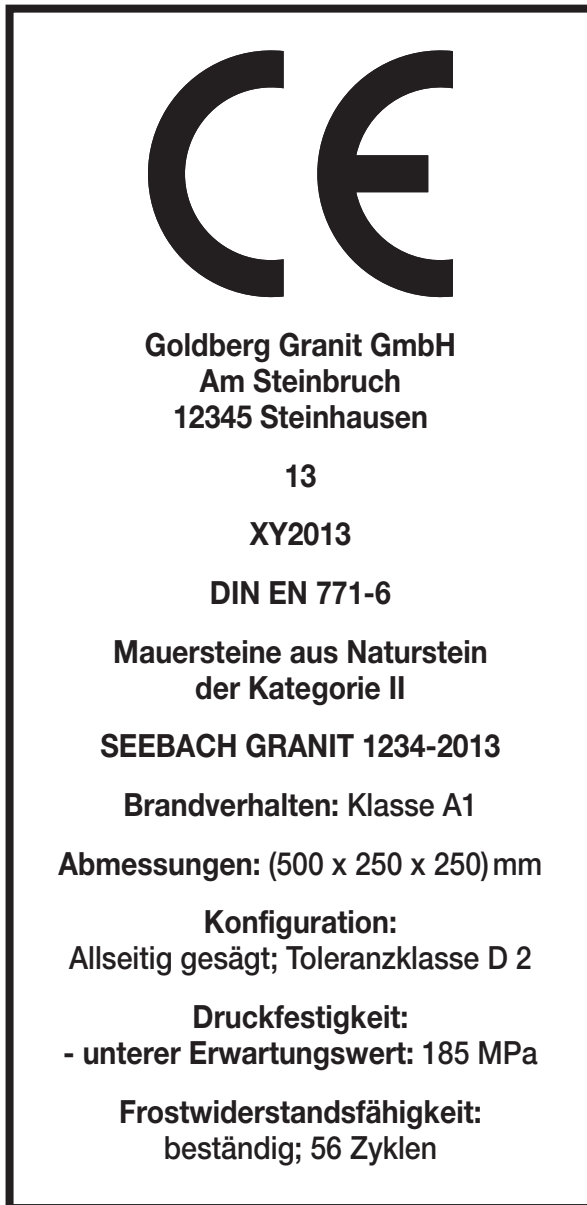 CE
Goldberg Granit GmbH
Am Steinbruch
12345 Steinhausen
13
XY2013
DIN EN 771-6
Mauersteine aus Naturstein
der Kategorie II
SEEBACH GRANIT 1234-2013
Brandverhalten: Klasse A1
Abmessungen: (500 x 250 x 250) mm
Konfiguration:
Allseitig gesägt; Toleranzklasse D 2
Druckfestigkeit:
- unterer Erwartungswert: 185 MPa
Frostwiderstandsfähigkeit:
beständig; 56 Zyklen